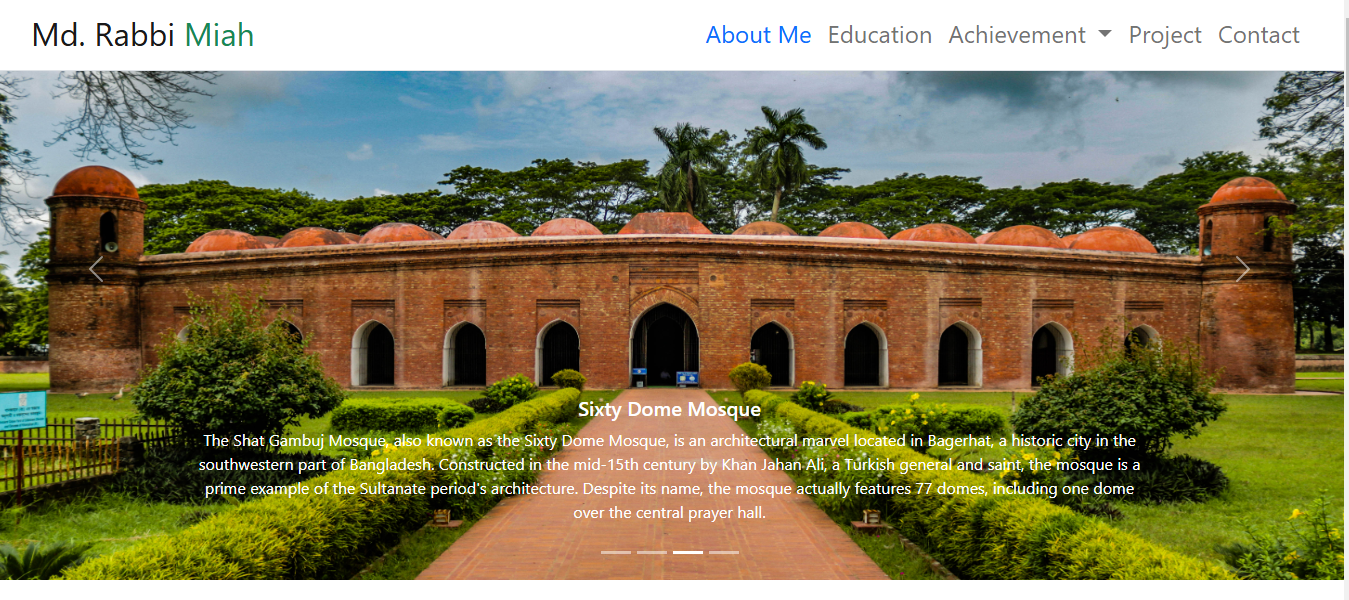 Md. Rabbi Miah
About Me Education Achievement Project Contact
Sixty Dome Mosque
The Shat Gambuj Mosque, also known as the Sixty Dome Mosque, is an architectural marvel located in Bagerhat, a historic city in the
southwestern part of Bangladesh. Constructed in the mid-15th century by Khan Jahan Ali, a Turkish general and saint, the mosque is a
prime example of the Sultanate period's architecture. Despite its name, the mosque actually features 77 domes, including one dome
over the central prayer hall.